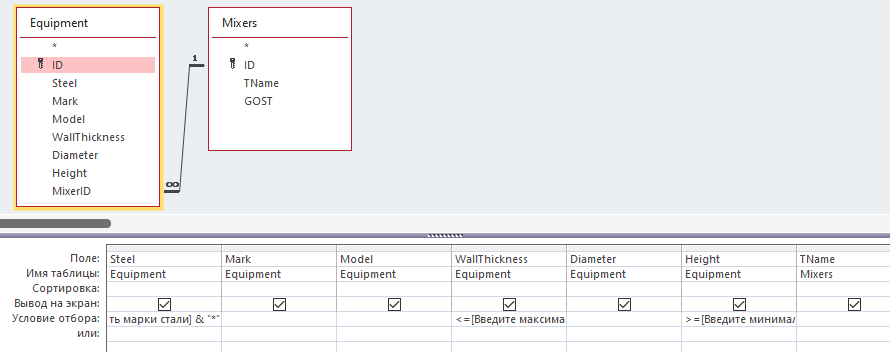 Equipment
*
ID
Steel
Mark
Model
WallThickness
Diameter
Height
MixerID
1
∞
Mixers
*
ID
TName
GOST
Поле: Steel Mark Model WallThickness Diameter Height TName
Имя таблицы: Equipment Equipment Equipment Equipment Equipment Equipment Mixers
Сортировка:
Вывод на экран:
Условие отбора: ть марки стали] & "*" <=[Введите максима >=[Введите минимал
или: